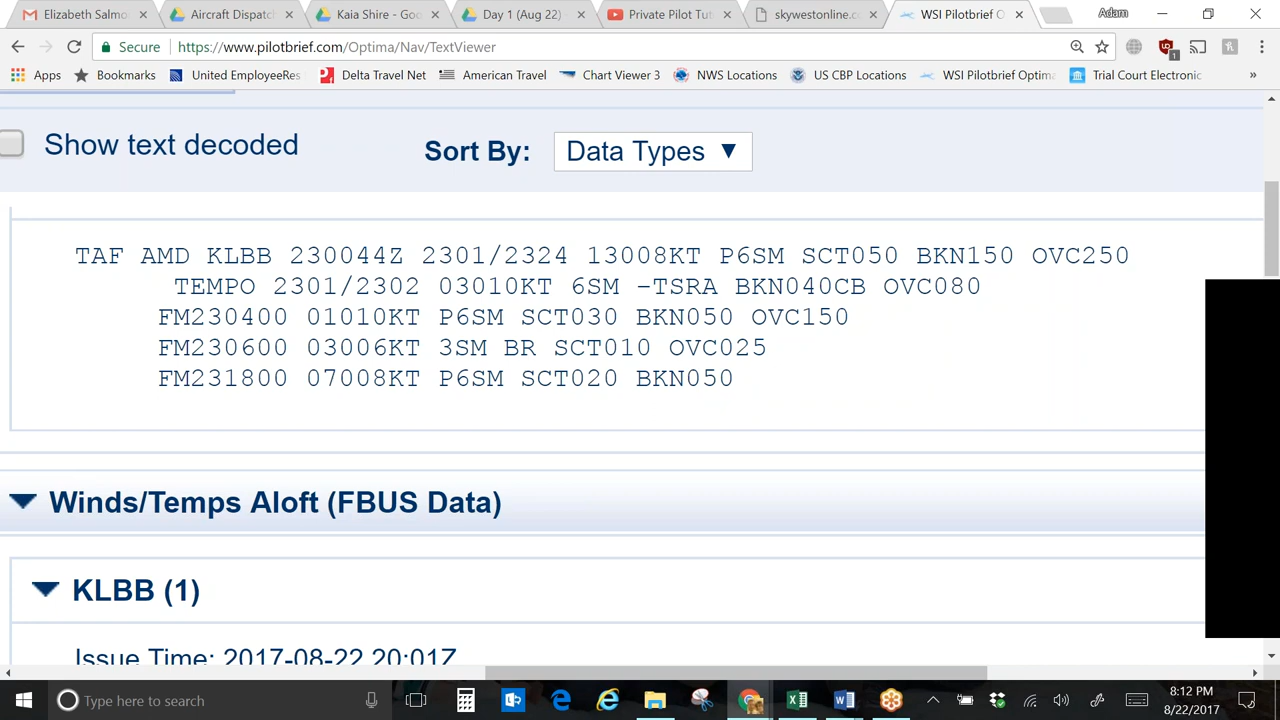 Elizabeth Salmo
Aircraft Dispatc
Kaia Shire - Goo
Day 1 (Aug 22)
Private Pilot Tut
skywestonline.co
WSI Pilotbrief O
Adam
Secure
https://www.pilotbrief.com/Optima/Nav/TextViewer
Apps
Bookmarks
United EmployeeRes
Delta Travel Net
American Travel
Chart Viewer 3
NWS Locations
US CBP Locations
WSI Pilotbrief Optima
Trial Court Electronic
Show text decoded
Sort By:
Data Types
TAF AMD KLBB 230044Z 2301/2324 13008KT P6SM SCT050 BKN150 OVC250
TEMPO 2301/2302 03010KT 6SM -TSRA BKN040CB OVC080
FM230400 01010KT P6SM SCT030 BKN050 OVC150
FM230600 03006KT 3SM BR SCT010 OVC025
FM231800 07008KT P6SM SCT020 BKN050
Winds/Temps Aloft (FBUS Data)
KLBB (1)
Issue Time: 2017-08-22 20:01Z
Type here to search
8:12 PM
8/22/2017